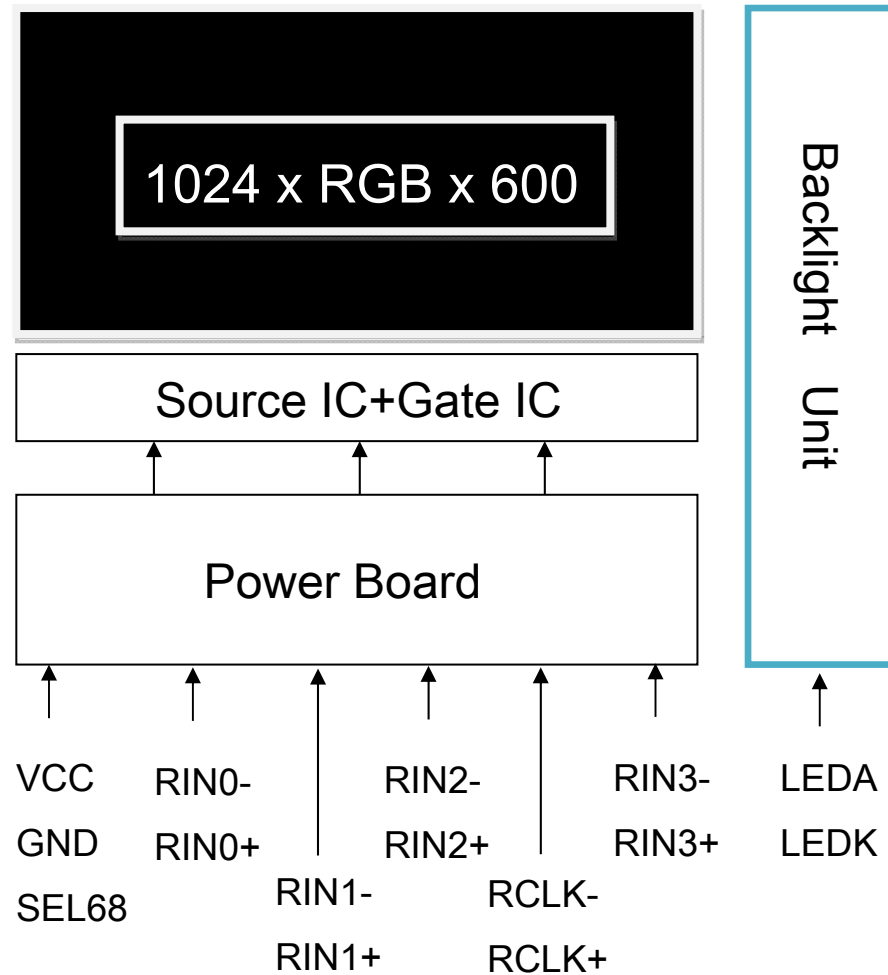 1024 x RGB x 600
Backlight Unit
Source IC+Gate IC
Power Board
VCC
GND
SEL68
RIN0-
RIN0+
RIN1-
RIN1+
RIN2-
RIN2+
RCLK-
RCLK+
RIN3-
RIN3+
LEDA
LEDK